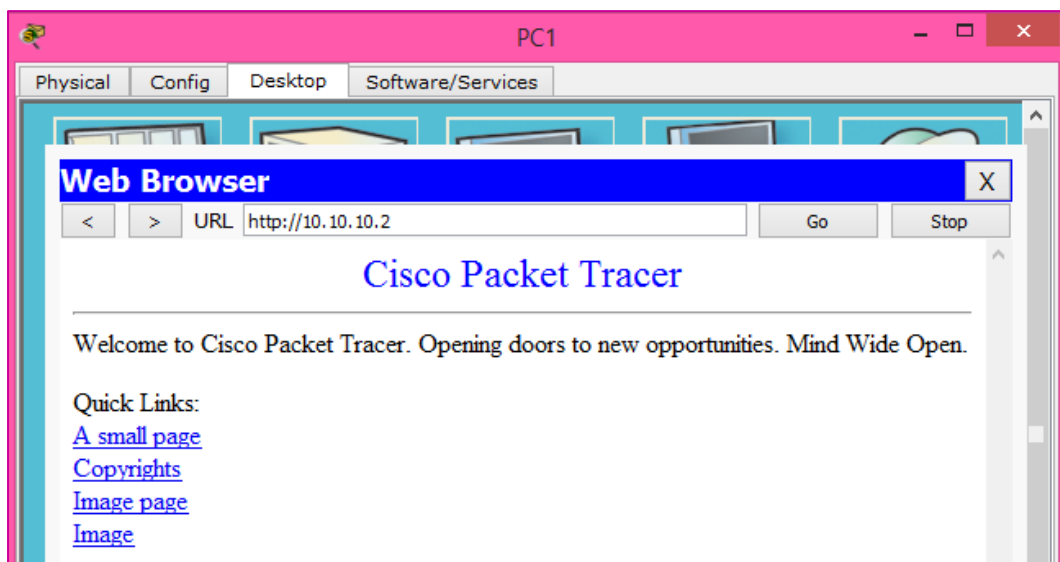 PC1
Physical Config Desktop Software/Services
Web Browser X
< > URL http://10.10.10.2 Go Stop
Cisco Packet Tracer
Welcome to Cisco Packet Tracer. Opening doors to new opportunities. Mind Wide Open.
Quick Links:
A small page
Copyrights
Image page
Image